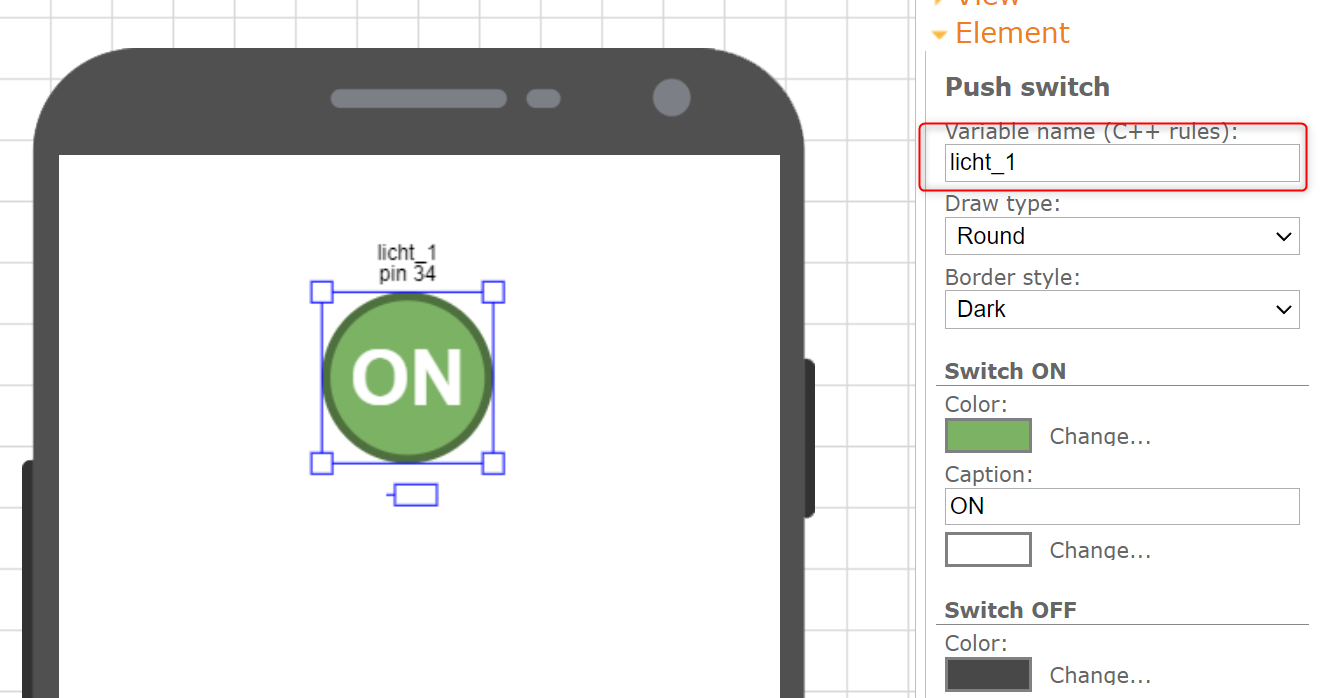 View
Element
Push switch
Variable name (C++ rules):
licht_1
Draw type:
Round
Border style:
Dark
Switch ON
Color:
Change...
Caption:
ON
Change...
Switch OFF
Color:
Change...
licht_1
pin 34
ON